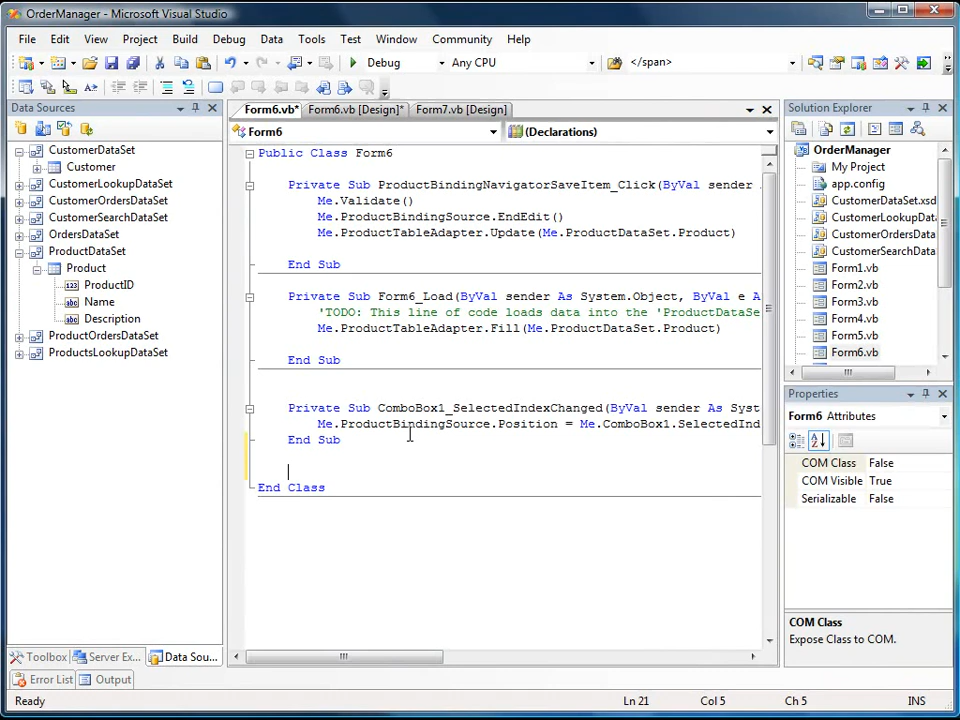 OrderManager - Microsoft Visual Studio
File Edit View Project Build Debug Data Tools Test Window Community Help
Debug Any CPU </span>
Data Sources
CustomerDataSet
Customer
CustomerLookupDataSet
CustomerOrdersDataSet
CustomerSearchDataSet
OrdersDataSet
ProductDataSet
Product
ProductID
Name
Description
ProductOrdersDataSet
ProductsLookupDataSet
Toolbox Server Ex... Data Sou...
Form6.vb* Form6.vb [Design]* Form7.vb [Design]
Form6 (Declarations)
Public Class Form6
Private Sub ProductBindingNavigatorSaveItem_Click(ByVal sender
Me.Validate()
Me.ProductBindingSource.EndEdit()
Me.ProductTableAdapter.Update(Me.ProductDataSet.Product)
End Sub
Private Sub Form6_Load(ByVal sender As System.Object, ByVal e A
'TODO: This line of code loads data into the 'ProductDataSe
Me.ProductTableAdapter.Fill(Me.ProductDataSet.Product)
End Sub
Private Sub ComboBox1_SelectedIndexChanged(ByVal sender As Syst
Me.ProductBindingSource.Position = Me.ComboBox1.SelectedInd
End Sub
End Class
Solution Explorer
OrderManager
My Project
app.config
CustomerDataSet.xsd
CustomerLookupData
CustomerOrdersData
CustomerSearchData
Form1.vb
Form2.vb
Form3.vb
Form4.vb
Form5.vb
Form6.vb
Properties
Form6 Attributes
COM Class False
COM Visible True
Serializable False
COM Class
Expose Class to COM.
Error List Output
Ready Ln 21 Col 5 Ch 5 INS